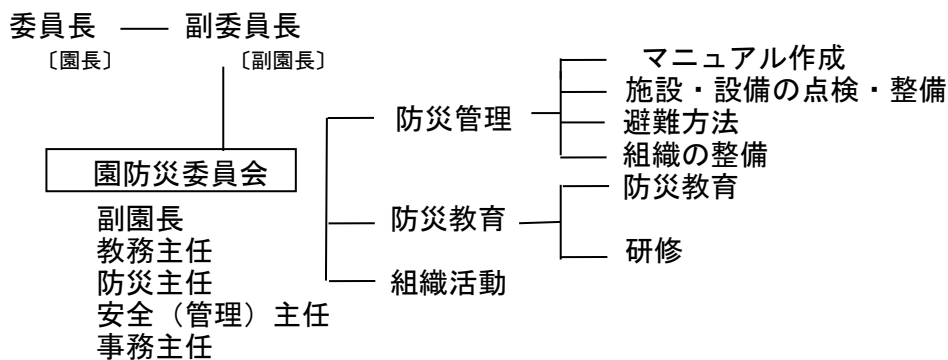 委員長 副委員長
〔園長〕 〔副園長〕
園防災委員会
副園長
教務主任
防災主任
安全（管理）主任
事務主任
防災管理
マニュアル作成
施設・設備の点検・整備
避難方法
組織の整備
防災教育
防災教育
研修
組織活動